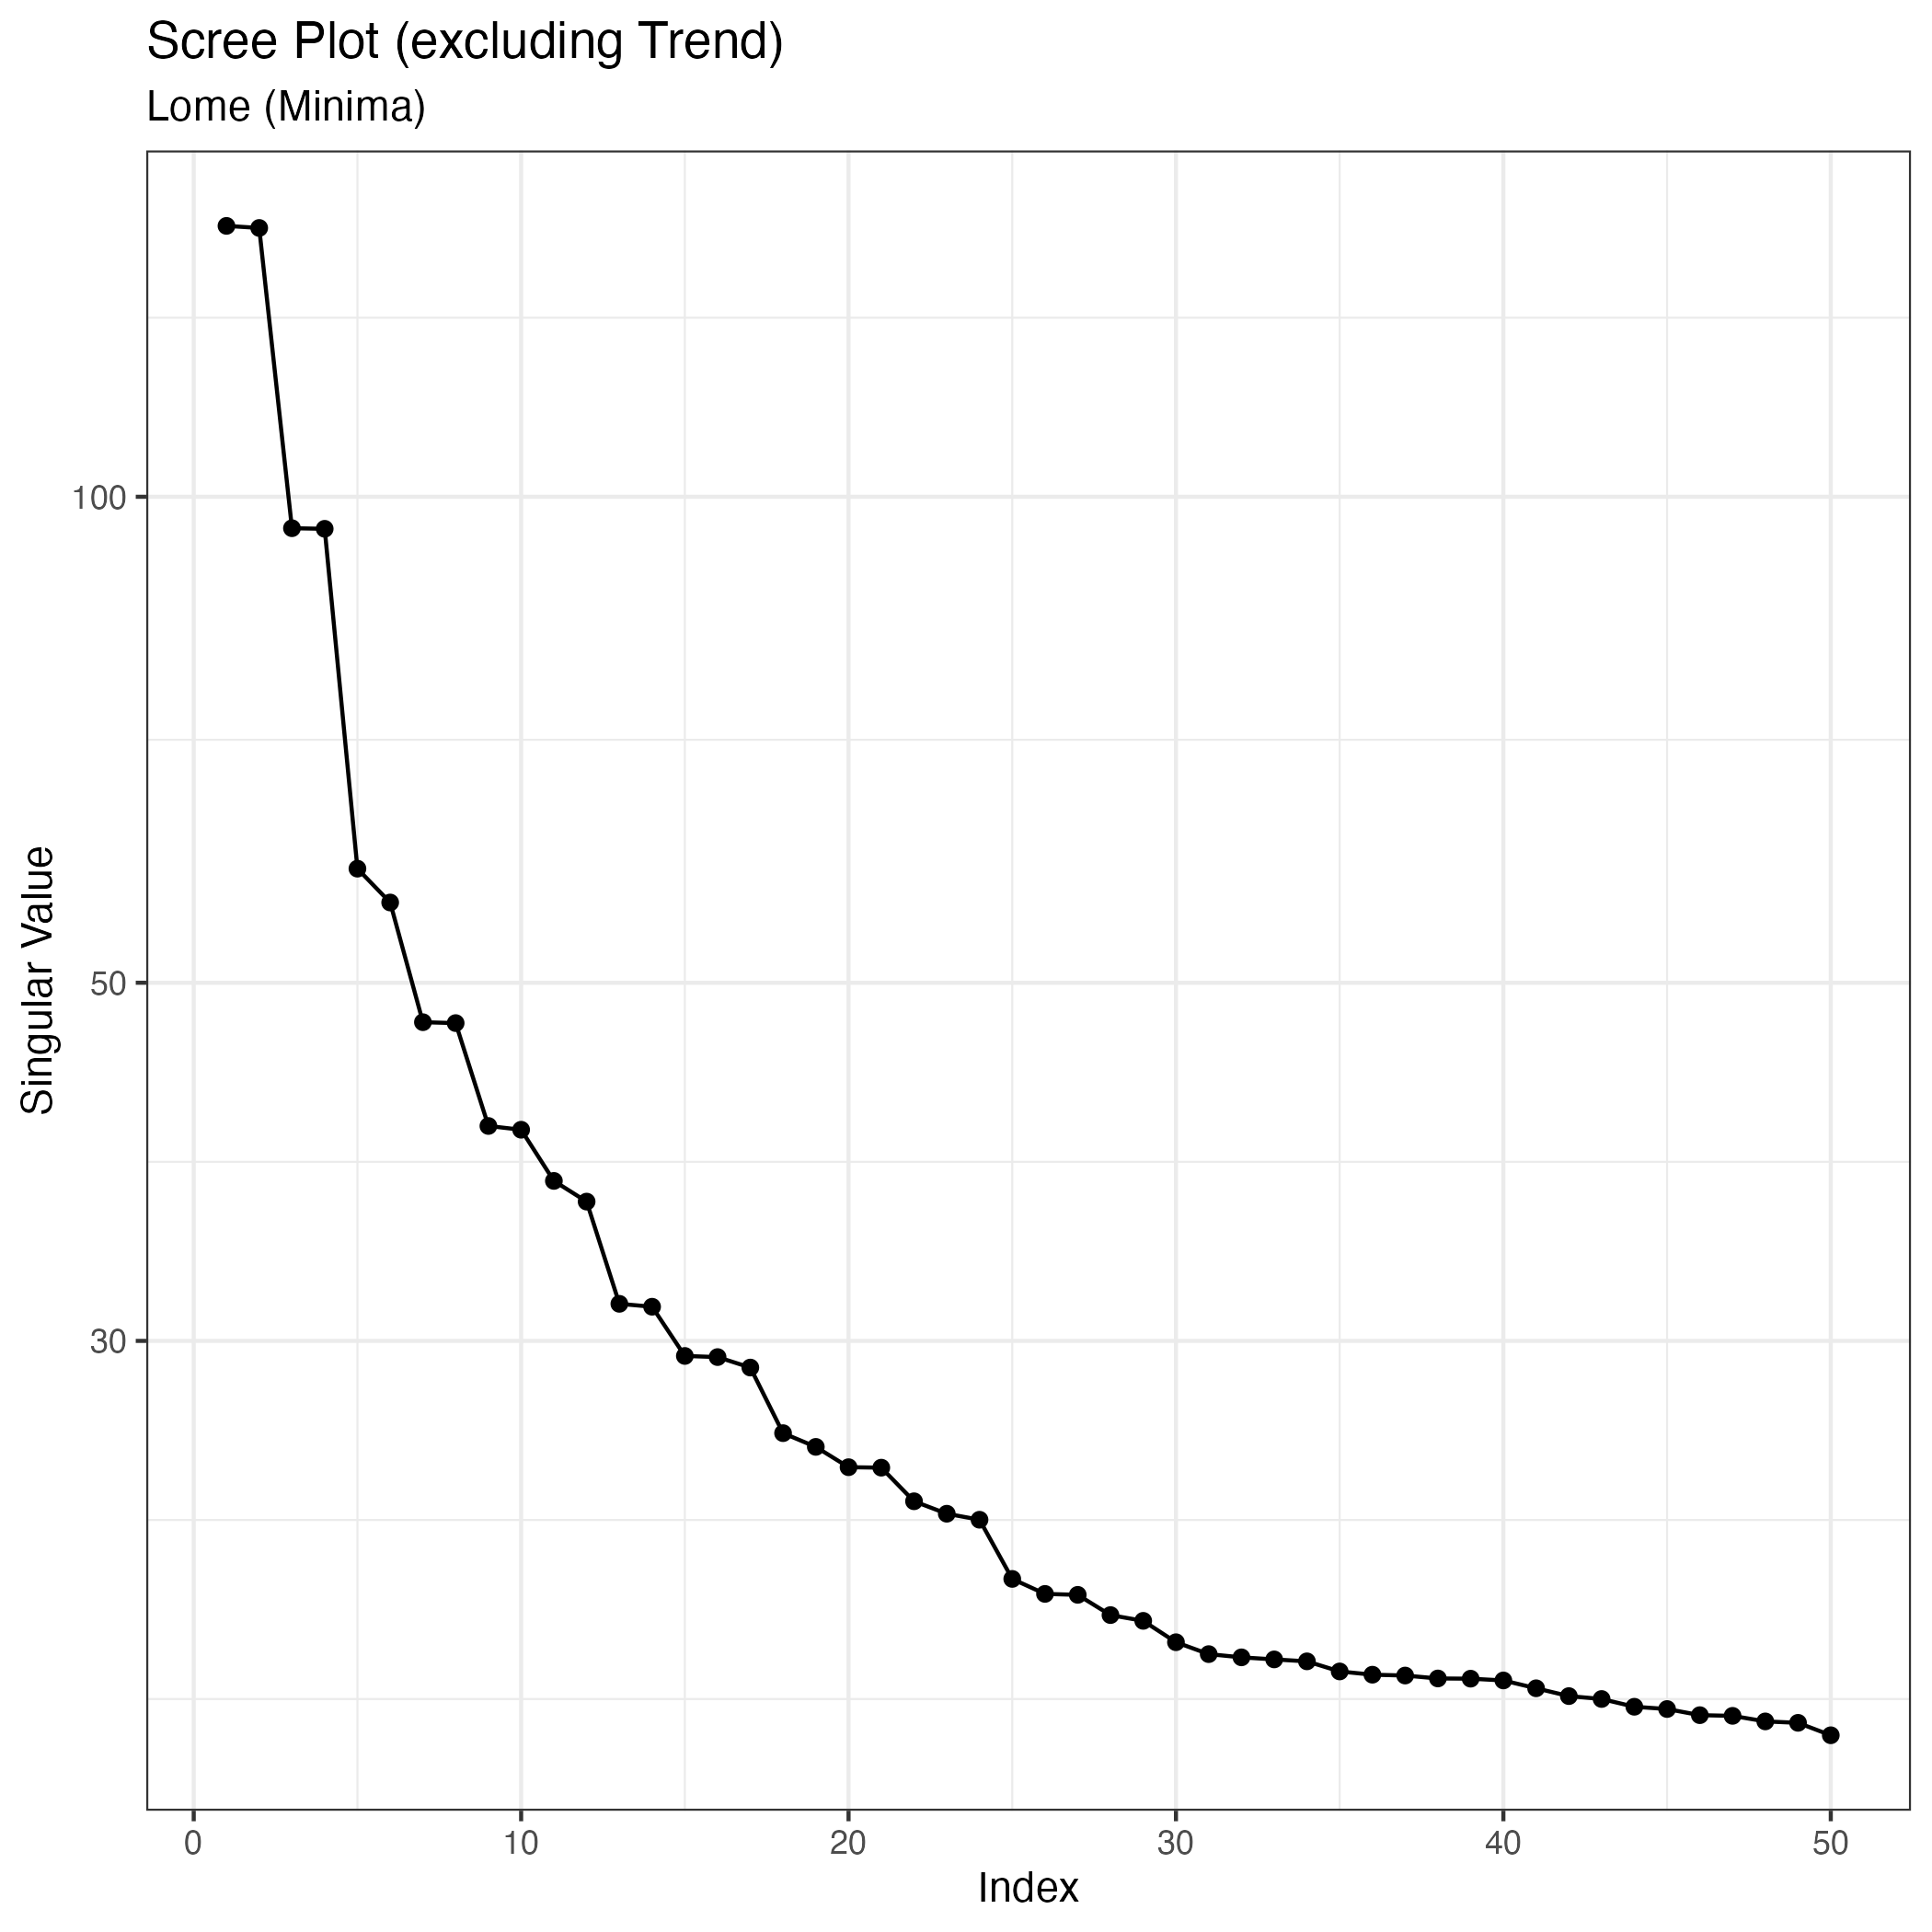 Scree Plot (excluding Trend)
Lome (Minima)
Singular Value
100
50
30
0 10 20 30 40 50
Index